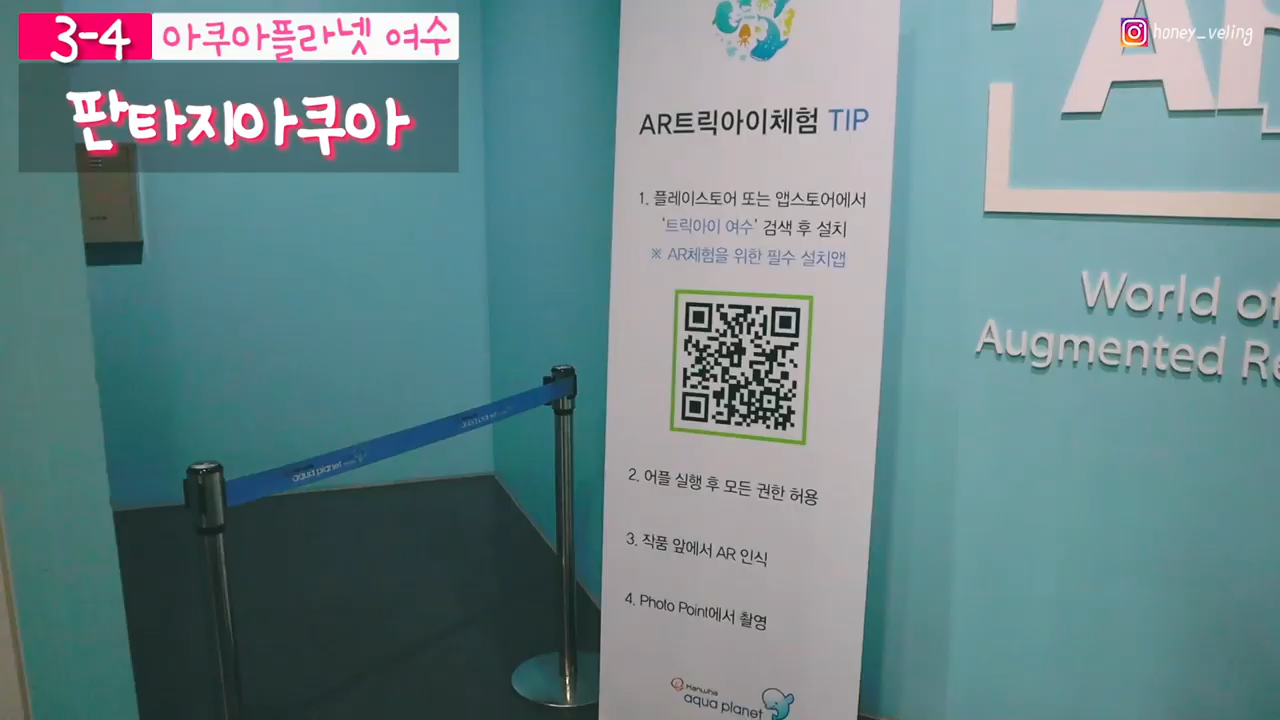 3-4 아쿠아플라넷 여수
판타지아쿠아
honey_veling
AR트릭아이체험 TIP
1. 플레이스토어 또는 앱스토어에서
'트릭아이 여수' 검색 후 설치
※ AR체험을 위한 필수 설치앱
2. 어플 실행 후 모든 권한 허용
3. 작품 앞에서 AR 인식
4. Photo Point에서 촬영
Hanwha
aqua planet
AR
World of
Augmented Re
aqua planet